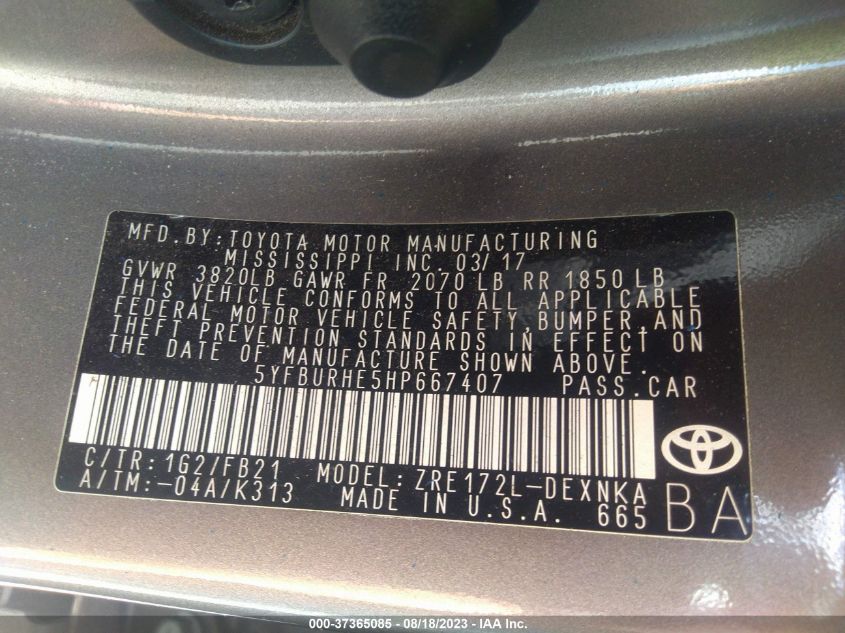 MFD.BY:TOYOTA MOTOR MANUFACTURING
MISSISSIPPI INC. 03/17
GVWR 3820LB GAWR FR 2070 LB RR 1850 LB
THIS VEHICLE CONFORMS TO ALL APPLICABLE
FEDERAL MOTOR VEHICLE SAFETY,BUMPER,AND
THEFT PREVENTION STANDARDS IN EFFECT ON
THE DATE OF MANUFACTURE SHOWN ABOVE.
5YFBURHE5HP667407 PASS.CAR
C/TR:1G2/FB21 MODEL:ZRE172L-DEXNKA
A/TM:-04A/K313 MADE IN U.S.A. 665 BA
000-37365085 - 08/18/2023 - IAA Inc.